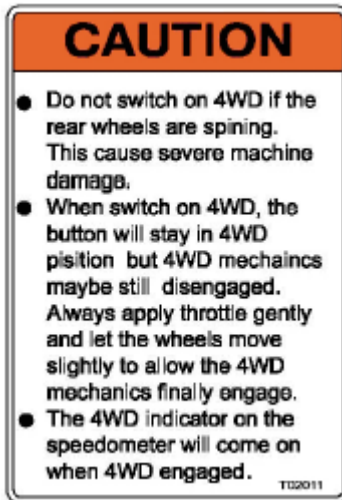 CAUTION
● Do not switch on 4WD if the
rear wheels are spining.
This cause severe machine
damage.
● When switch on 4WD, the
button will stay in 4WD
pisition but 4WD mechaincs
maybe still disengaged.
Always apply throttle gently
and let the wheels move
slightly to allow the 4WD
mechanics finally engage.
● The 4WD indicator on the
speedometer will come on
when 4WD engaged.
T02011